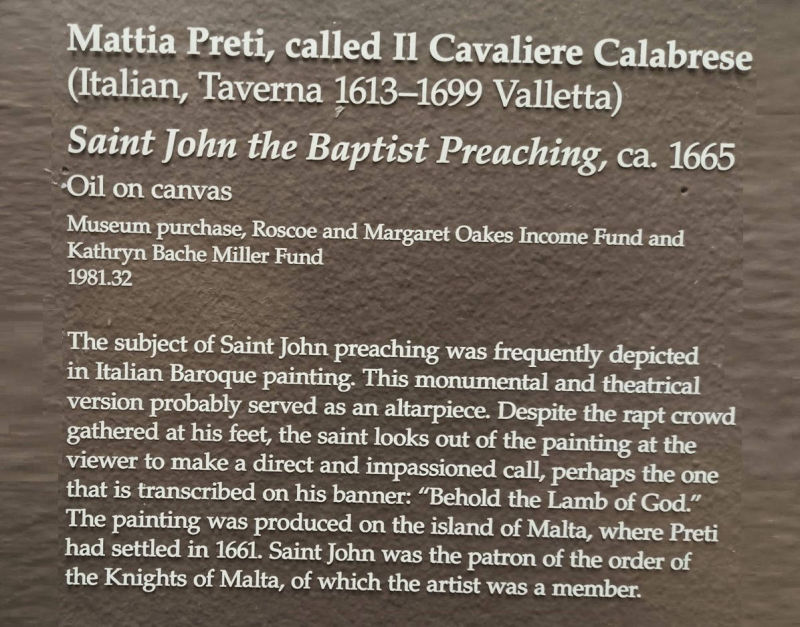 Mattia Preti, called Il Cavaliere Calabrese
(Italian, Taverna 1613–1699 Valletta)
Saint John the Baptist Preaching, ca. 1665
Oil on canvas
Museum purchase, Roscoe and Margaret Oakes Income Fund and
Kathryn Bache Miller Fund
1981.32
The subject of Saint John preaching was frequently depicted
in Italian Baroque painting. This monumental and theatrical
version probably served as an altarpiece. Despite the rapt crowd
gathered at his feet, the saint looks out of the painting at the
viewer to make a direct and impassioned call, perhaps the one
that is transcribed on his banner: “Behold the Lamb of God.”
The painting was produced on the island of Malta, where Preti
had settled in 1661. Saint John was the patron of the order of
the Knights of Malta, of which the artist was a member.